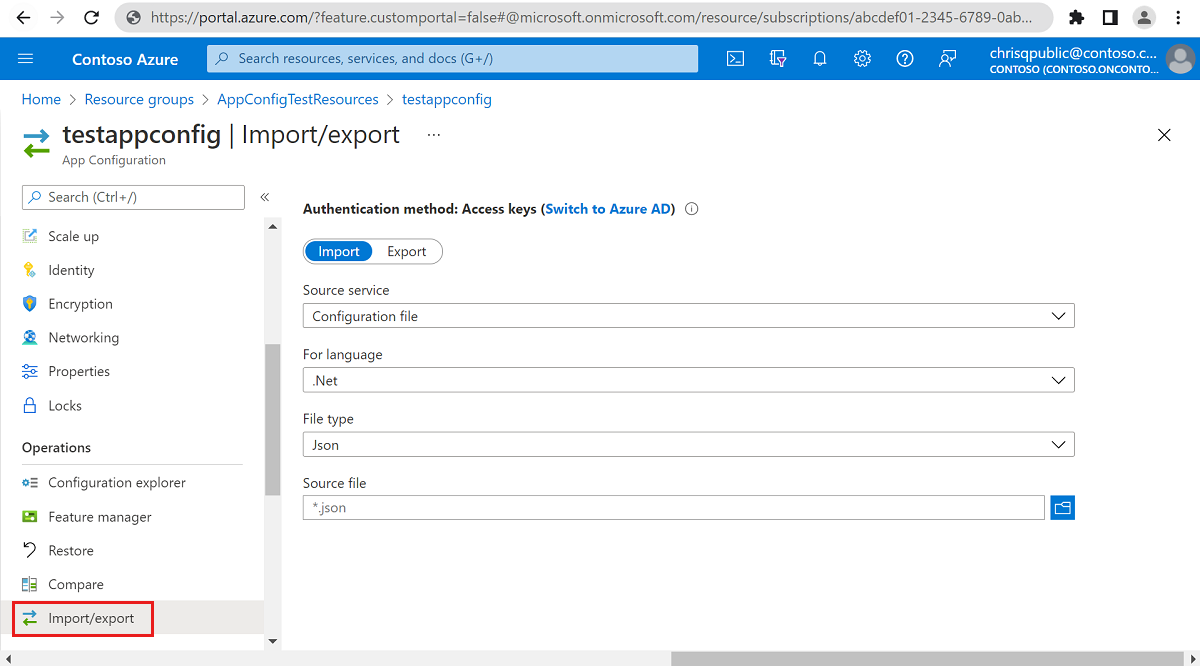 https://portal.azure.com/?feature.customportal=false#@microsoft.onmicrosoft.com/resource/subscriptions/abcdef01-2345-6789-0ab...
Contoso Azure
Search resources, services, and docs (G+/)
chrisqpublic@contoso.c...
CONTOSO (CONTOSO.ONCONTO...
Home > Resource groups > AppConfigTestResources > testappconfig
testappconfig | Import/export ...
App Configuration
Search (Ctrl+/)
«
Scale up
Identity
Encryption
Networking
Properties
Locks
Operations
Configuration explorer
Feature manager
Restore
Compare
Import/export
Authentication method: Access keys (Switch to Azure AD)
Import Export
Source service
Configuration file
For language
.Net
File type
Json
Source file
*.json